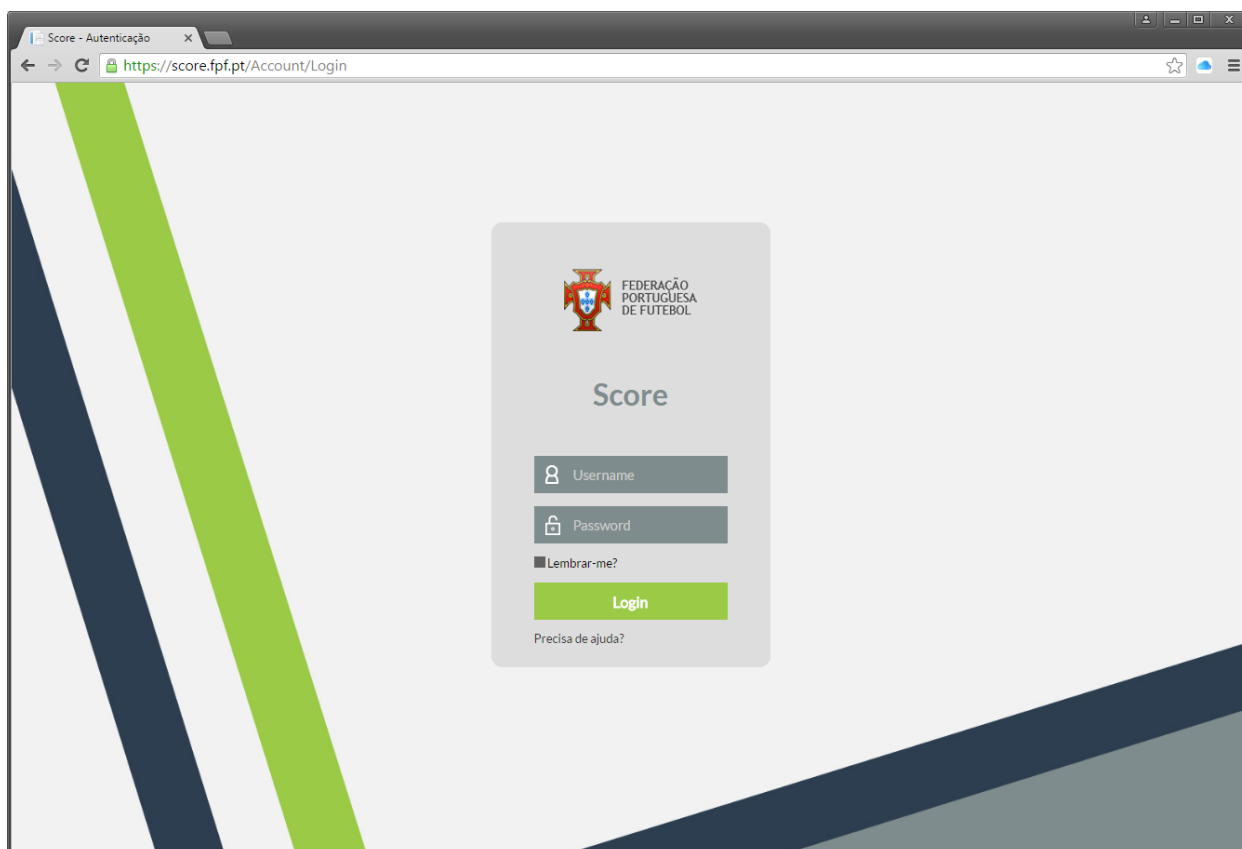 Score - Autenticação
https://score.fpf.pt/Account/Login
FEDERAÇÃO
PORTUGUESA
DE FUTEBOL
Score
Username
Password
Lembrar-me?
Login
Precisa de ajuda?